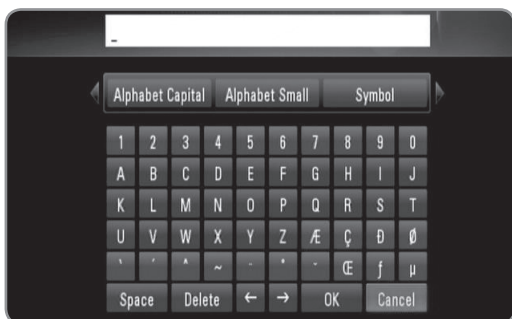 _
Alphabet Capital Alphabet Small Symbol
1 2 3 4 5 6 7 8 9 0
A B C D E F G H I J
K L M N O P Q R S T
U V W X Y Z Æ Ç Đ Ø
` ´ ^ ~ Œ ƒ µ
Space Delete ← → OK Cancel